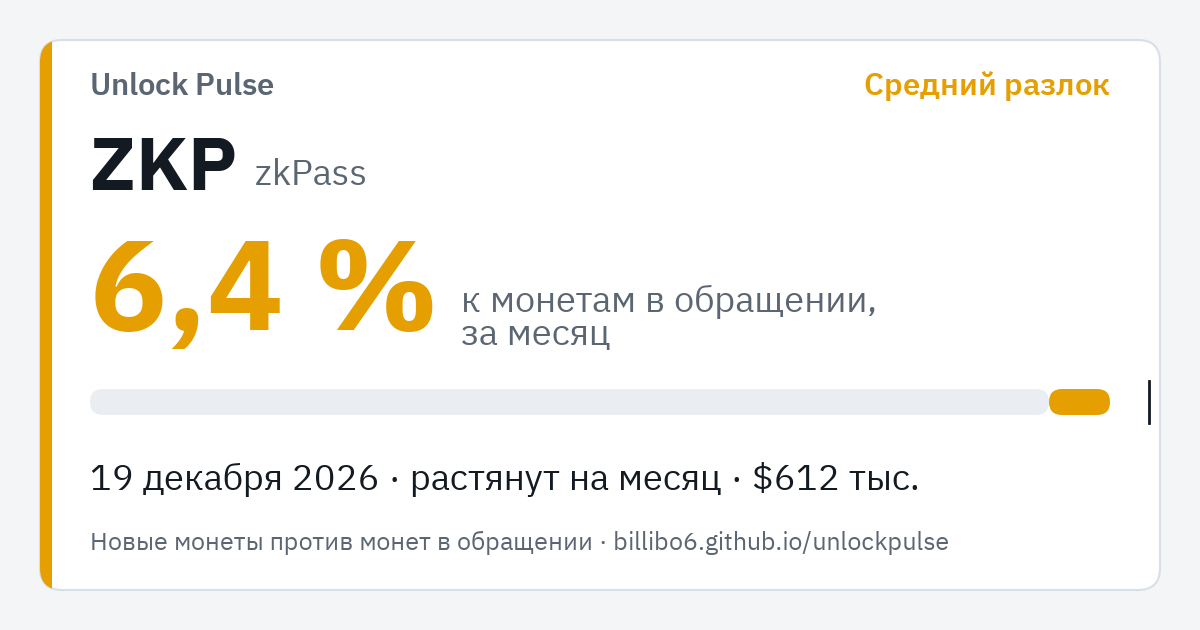 Unlock Pulse
Средний разлок
ZKP zkPass
6,4 % к монетам в обращении,
за месяц
19 декабря 2026 · растянут на месяц · $612 тыс.
Новые монеты против монет в обращении · billibo6.github.io/unlockpulse